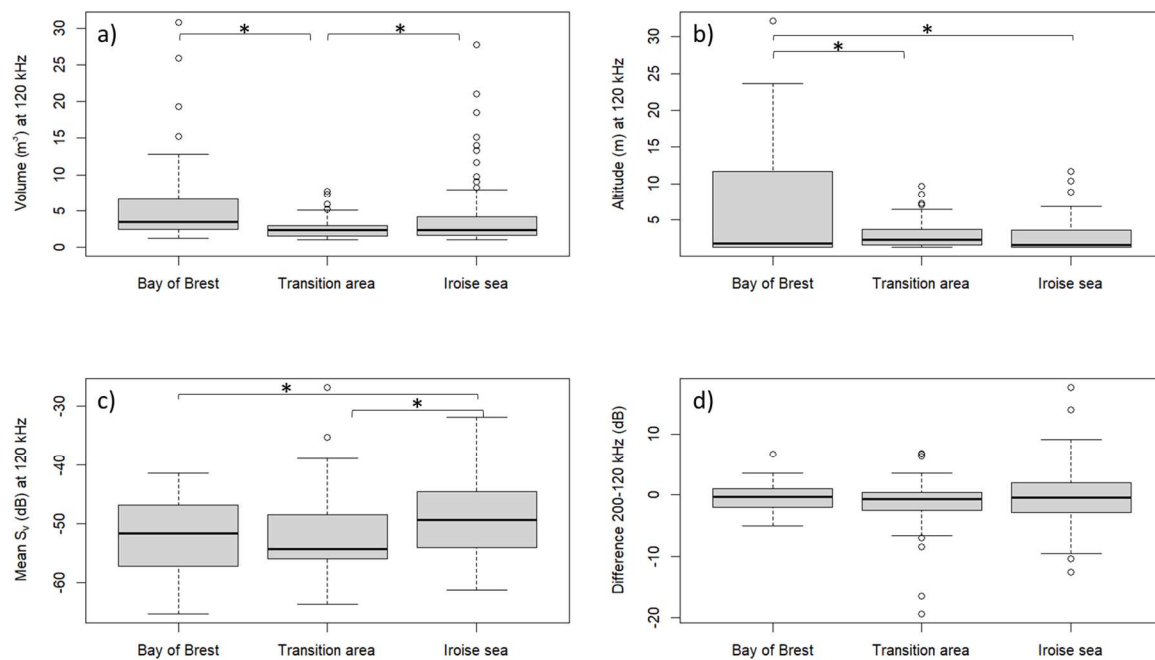 a)
Volume (m³) at 120 kHz
30
25
20
15
10
5
0
*
*
Bay of Brest
Transition area
Iroise sea
b)
Altitude (m) at 120 kHz
30
20
10
5
*
*
Bay of Brest
Transition area
Iroise sea
c)
Mean Sv (dB) at 120 kHz
-30
-40
-50
-60
*
*
Bay of Brest
Transition area
Iroise sea
d)
Difference 200-120 kHz (dB)
10
0
-10
-20
Bay of Brest
Transition area
Iroise sea